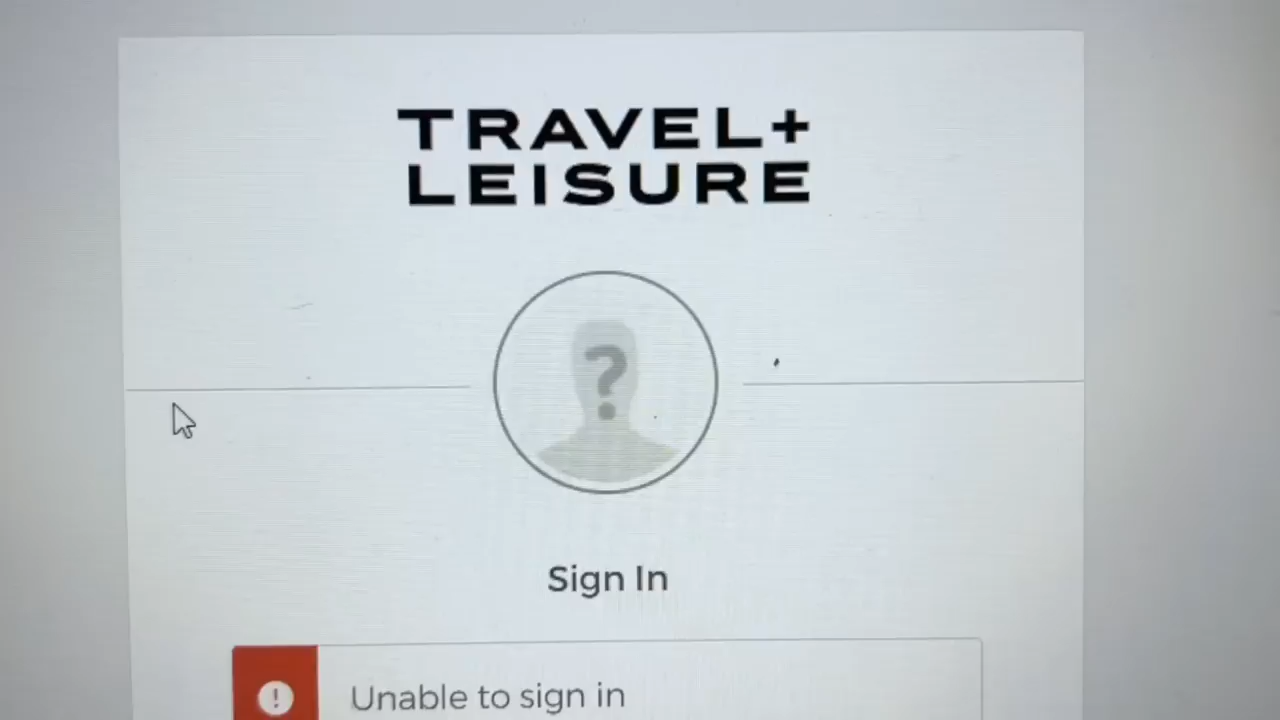 TRAVEL+
LEISURE
?
Sign In
! Unable to sign in